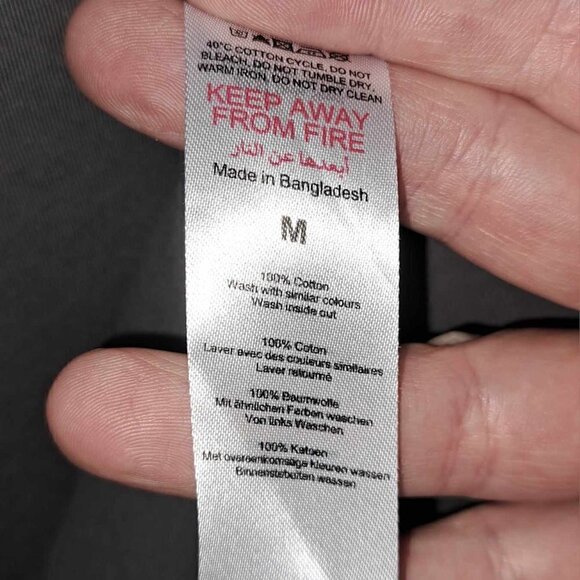 40°C COTTON CYCLE, DO NOT
BLEACH, DO NOT TUMBLE DRY,
WARM IRON, DO NOT DRY CLEAN
KEEP AWAY
FROM FIRE
أبعدها عن النار
Made in Bangladesh
M
100% Cotton
Wash with similar colours
Wash inside out
100% Coton
Laver avec des couleurs similaires
Laver retourné
100% Baumwolle
Mit ähnlichen Farben waschen
Von links Waschen
100% Katoen
Met overeenkomstige kleuren wassen
Binnenstebuiten wassen